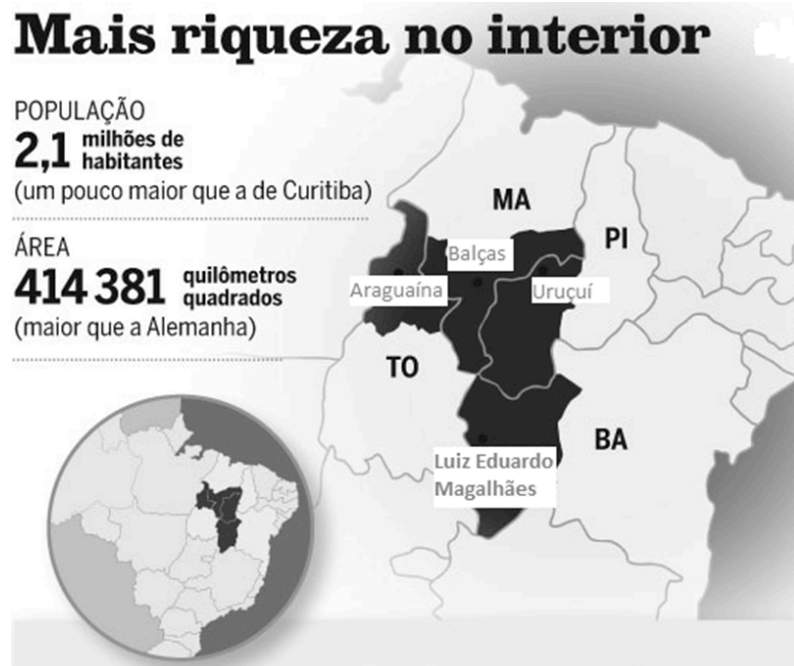 Mais riqueza no interior
POPULAÇÃO
2,1 milhões de
habitantes
(um pouco maior que a de Curitiba)
ÁREA
414 381 quilômetros
quadrados
(maior que a Alemanha)
MA
PI
Balças
Araguaína
Uruçuí
TO
BA
Luiz Eduardo
Magalhães